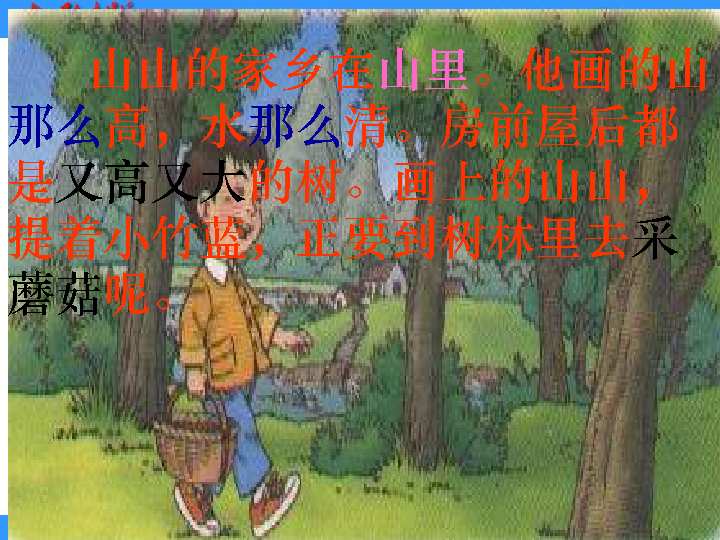 山山的家乡在山里。他画的山
那么高，水那么清。房前屋后都
是又高又大的树。画上的山山，
提着小竹蓝，正要到树林里去采
蘑菇呢。